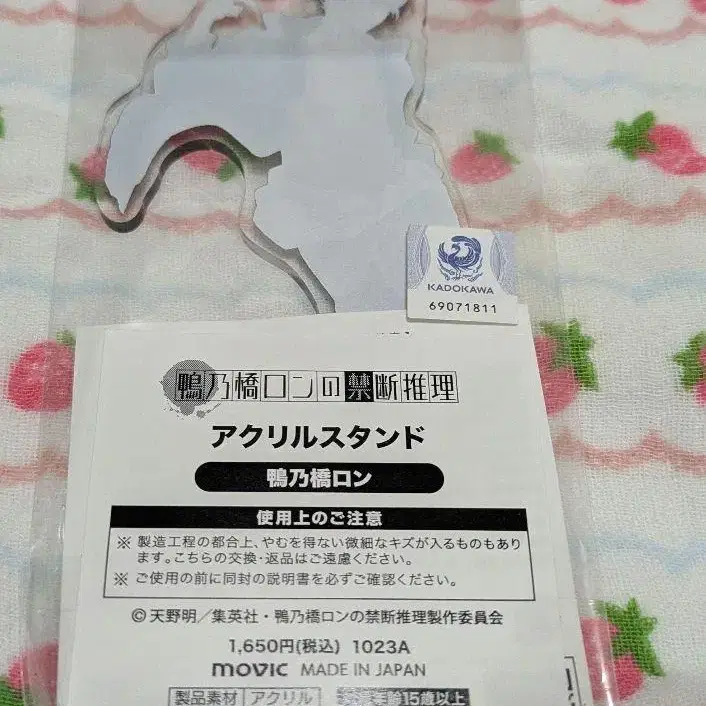 KADOKAWA
69071811
鴨乃橋ロンの禁断推理
アクリルスタンド
鴨乃橋ロン
使用上のご注意
※ 製造工程の都合上、やむを得ない微細なキズが入るものもあり
ます。こちらの交換・返品はご遠慮ください。
※ ご使用の前に同封の説明書を必ずご確認ください。
© 天野明／集英社・鴨乃橋ロンの禁断推理製作委員会
1,650円(税込) 1023A
movic MADE IN JAPAN
製品素材 アクリル 年齢15歳以上